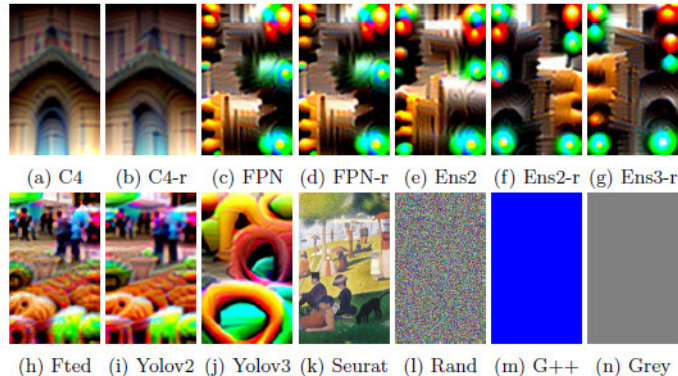 (a) C4 (b) C4-r (c) FPN (d) FPN-r (e) Ens2 (f) Ens2-r (g) Ens3-r
(h) Fted (i) Yolov2 (j) Yolov3 (k) Seurat (l) Rand (m) G++ (n) Grey